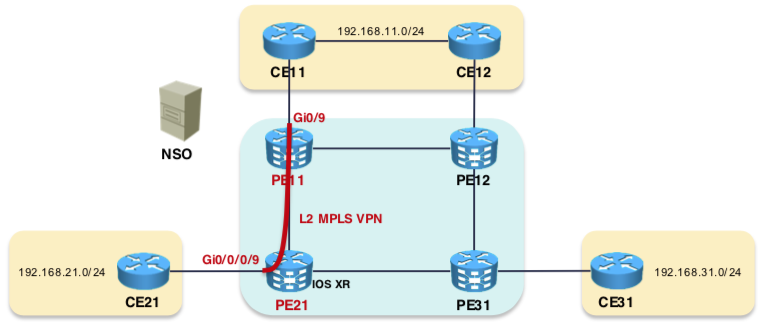 192.168.11.0/24
CE11
CE12
Gi0/9
NSO
PE11
PE12
L2 MPLS VPN
Gi0/0/0/9
192.168.21.0/24
192.168.31.0/24
IOS XR
CE21
PE21
PE31
CE31